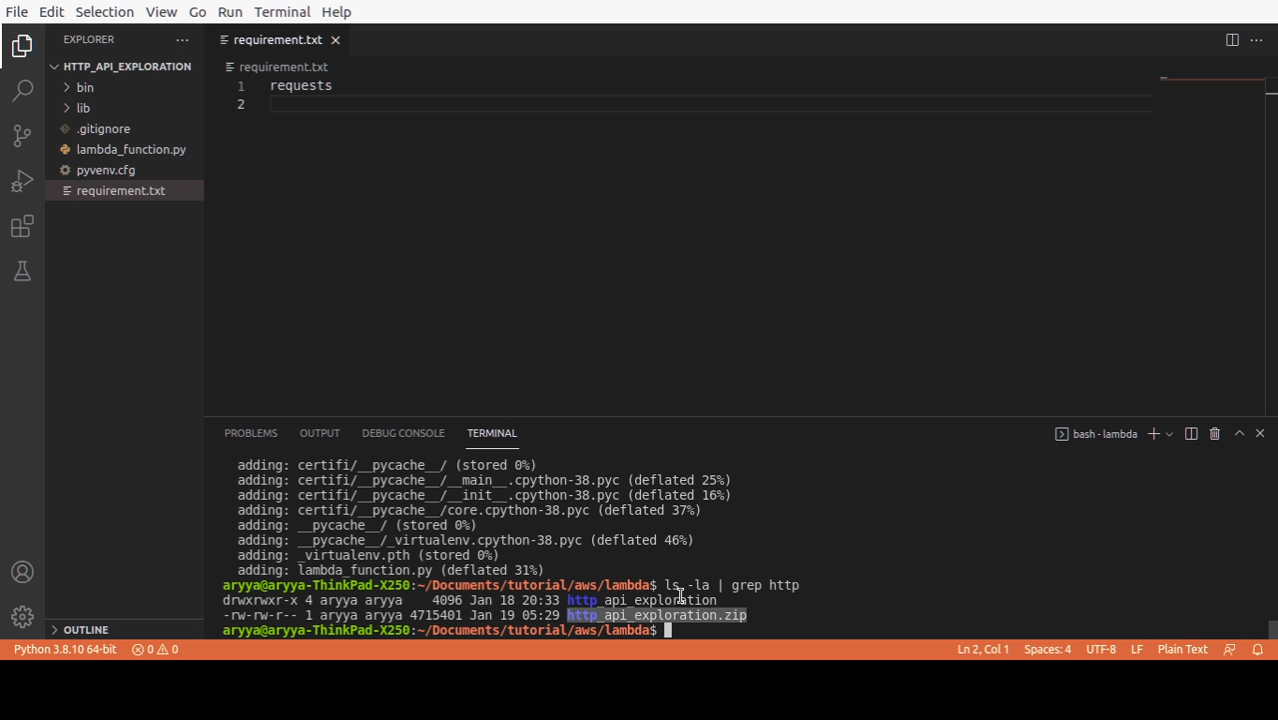 File Edit Selection View Go Run Terminal Help
EXPLORER
requirement.txt
HTTP_API_EXPLORATION
bin
lib
.gitignore
lambda_function.py
pyvenv.cfg
requirement.txt
OUTLINE
requirement.txt
1 requests
2
PROBLEMS OUTPUT DEBUG CONSOLE TERMINAL
bash - lambda
adding: certifi/__pycache__/ (stored 0%)
adding: certifi/__pycache__/__main__.cpython-38.pyc (deflated 25%)
adding: certifi/__pycache__/__init__.cpython-38.pyc (deflated 16%)
adding: certifi/__pycache__/core.cpython-38.pyc (deflated 37%)
adding: __pycache__/ (stored 0%)
adding: __pycache__/_virtualenv.cpython-38.pyc (deflated 46%)
adding: _virtualenv.pth (stored 0%)
adding: lambda_function.py (deflated 31%)
aryya@aryya-ThinkPad-X250:~/Documents/tutorial/aws/lambda$ ls -la | grep http
drwxrwxr-x 4 aryya aryya 4096 Jan 18 20:33 http_api_exploration
-rw-rw-r-- 1 aryya aryya 4715401 Jan 19 05:29 http_api_exploration.zip
aryya@aryya-ThinkPad-X250:~/Documents/tutorial/aws/lambda$
Python 3.8.10 64-bit 0 0 Ln 2, Col 1 Spaces: 4 UTF-8 LF Plain Text